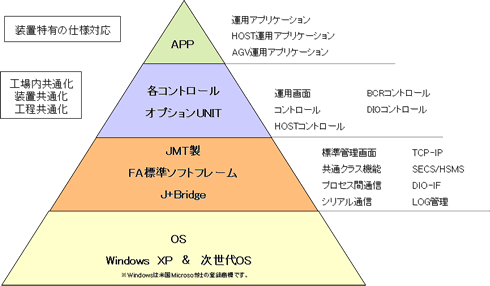 装置特有の仕様対応
APP
運用アプリケーション
HOST運用アプリケーション
AGV運用アプリケーション
工場内共通化
装置共通化
工程共通化
各コントロール
オプションUNIT
運用画面 BCRコントロール
コントロール DIOコントロール
HOSTコントロール
JMT製
FA標準ソフトフレーム
J+Bridge
標準管理画面 TCP-IP
共通クラス機能 SECS/HSMS
プロセス間通信 DIO-IF
シリアル通信 LOG管理
OS
Windows XP & 次世代OS
※Windowsは米国Microsoft社の登録商標です。